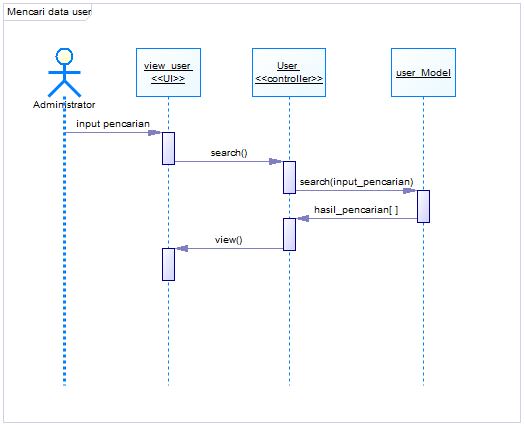 Mencari data user
view_user
<<UI>>
User
<<controller>>
user_Model
Administrator
input pencarian
search()
search(input_pencarian)
hasil_pencarian[ ]
view()